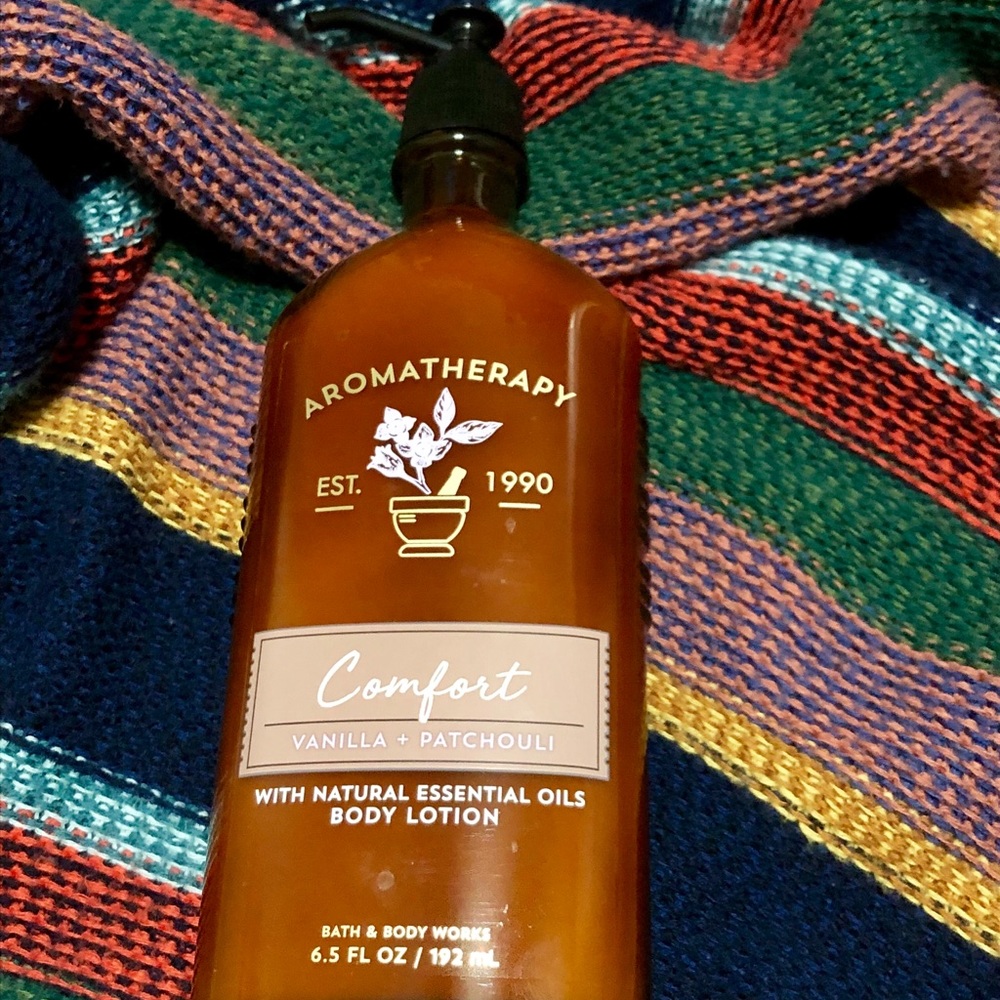 AROMATHERAPY
EST. 1990
Comfort
VANILLA + PATCHOULI
WITH NATURAL ESSENTIAL OILS
BODY LOTION
BATH & BODY WORKS
6.5 FL OZ / 192 mL